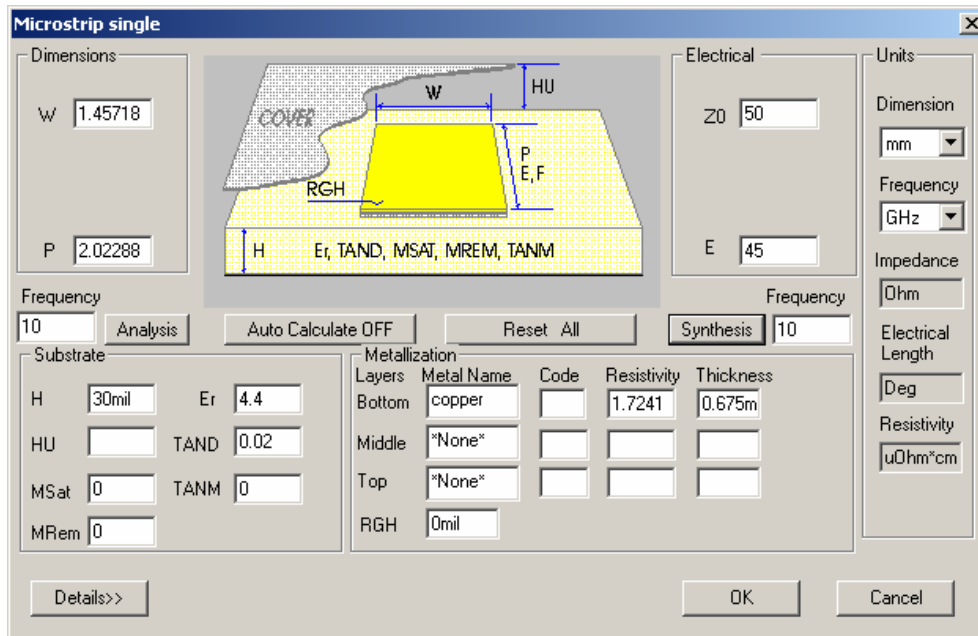 Microstrip single
Dimensions
W 1.45718
P 2.02288
COVER
W
HU
P
E,F
RGH
H Er, TAND, MSAT, MREM, TANM
Electrical
Z0 50
E 45
Units
Dimension
mm
Frequency
GHz
Impedance
Ohm
Electrical
Length
Deg
Resistivity
uOhm*cm
Frequency
10 Analysis
Auto Calculate OFF
Reset All
Frequency
Synthesis 10
Substrate
H 30mil Er 4.4
HU TAND 0.02
MSat 0 TANM 0
MRem 0
Metallization
Layers Metal Name Code Resistivity Thickness
Bottom copper 1.7241 0.675m
Middle *None*
Top *None*
RGH 0mil
Details>>
OK
Cancel